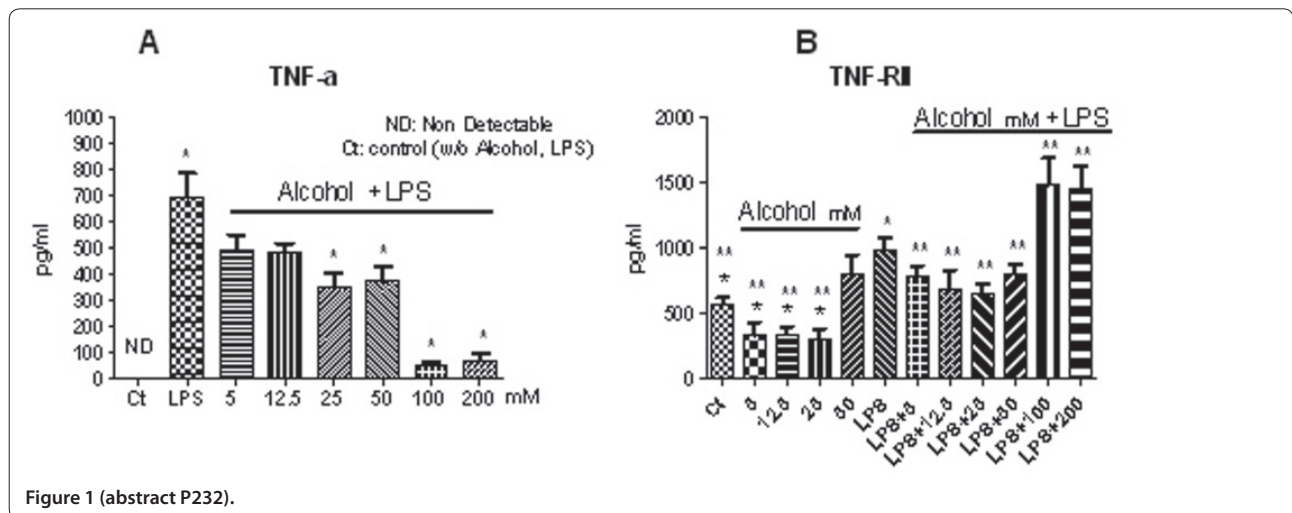 A
TNF-a
1000
900
800
700
600
500
400
300
200
100
0
pg/ml
ND: Non Detectable
Ct: control (w/o Alcohol, LPS)
Alcohol + LPS
*
*
*
*
*
ND
Ct LPS 5 12.5 25 50 100 200 mM
B
TNF-RII
2000
1500
1000
500
0
pg/ml
Alcohol mM + LPS
Alcohol mM
** ** ** ** * ** ** ** ** ** **
* * * *
Ct 5 12.5 25 50 LPS LPS+5 LPS+12.5 LPS+25 LPS+50 LPS+100 LPS+200
Figure 1 (abstract P232).